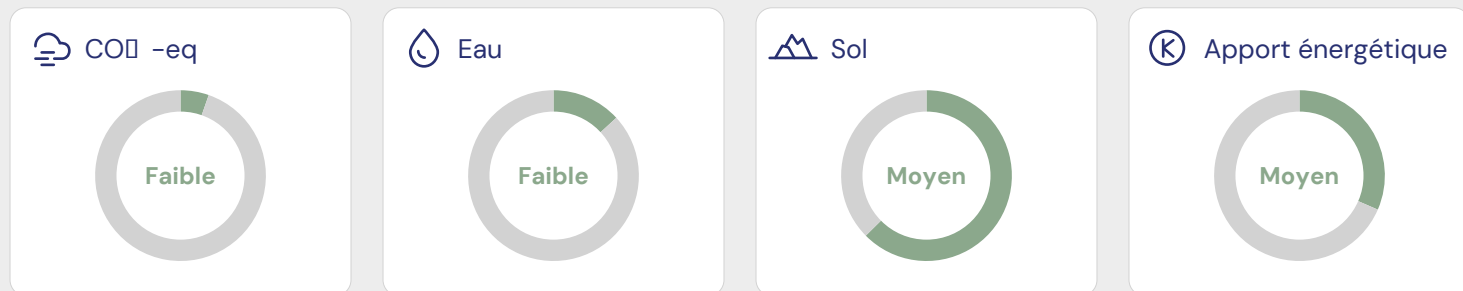 CO▯ -eq
Eau
Sol
Apport énergétique
Faible
Faible
Moyen
Moyen